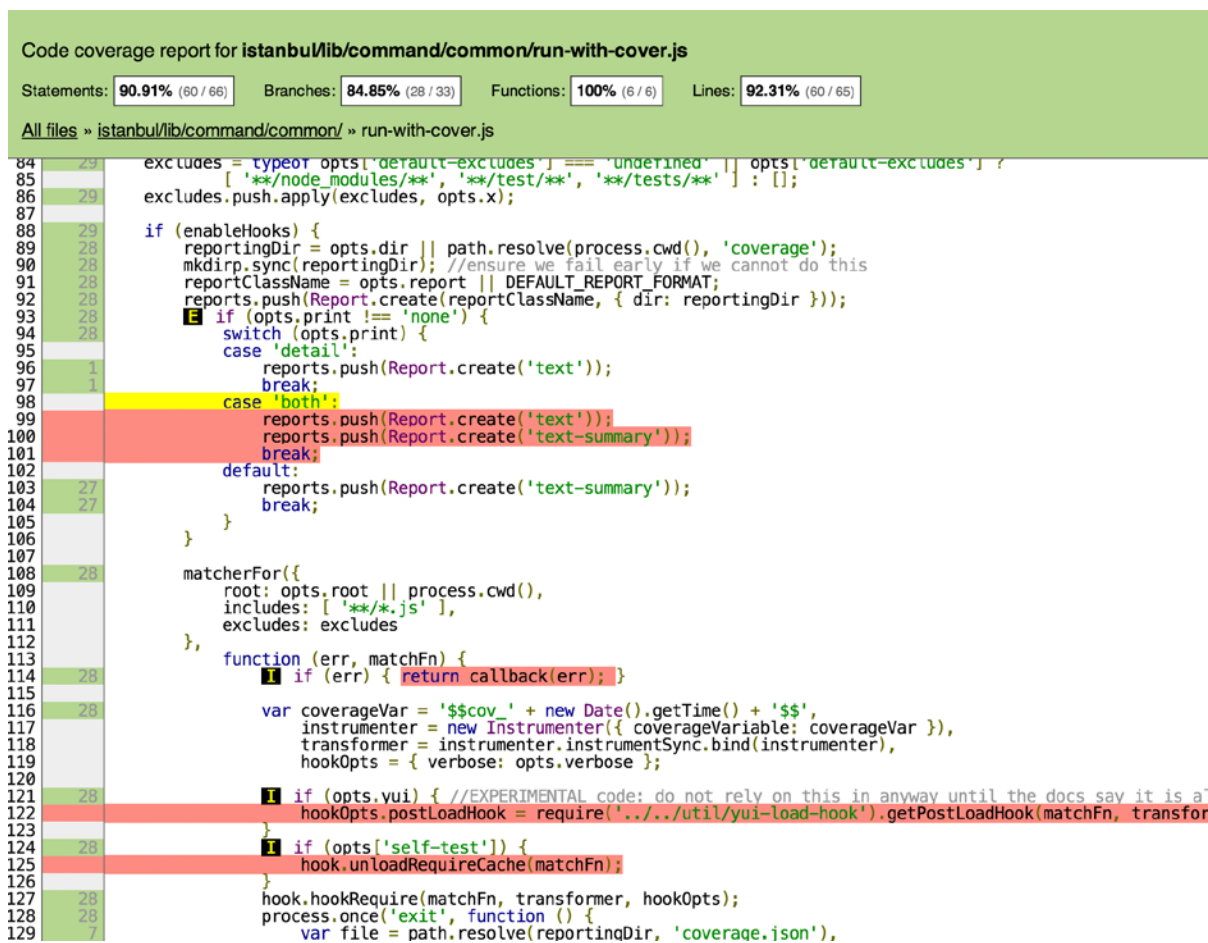 Code coverage report for istanbul/lib/command/common/run-with-cover.js
Statements: 90.91% (60 / 66) Branches: 84.85% (28 / 33) Functions: 100% (6 / 6) Lines: 92.31% (60 / 65)
All files » istanbul/lib/command/common/ » run-with-cover.js
84 29 excludes = typeof opts['default-excludes'] === 'undefined' || opts['default-excludes'] ?
85 [ '**/node_modules/**', '**/test/**', '**/tests/**' ] : [];
86 29 excludes.push.apply(excludes, opts.x);
87
88 29 if (enableHooks) {
89 28 reportingDir = opts.dir || path.resolve(process.cwd(), 'coverage');
90 28 mkdirp.sync(reportingDir); //ensure we fail early if we cannot do this
91 28 reportClassName = opts.report || DEFAULT_REPORT_FORMAT;
92 28 reports.push(Report.create(reportClassName, { dir: reportingDir }));
93 28 E if (opts.print !== 'none') {
94 28 switch (opts.print) {
95 case 'detail':
96 1 reports.push(Report.create('text'));
97 1 break;
98 case 'both':
99 reports.push(Report.create('text'));
100 reports.push(Report.create('text-summary'));
101 break;
102 default:
103 27 reports.push(Report.create('text-summary'));
104 27 break;
105 }
106 }
107
108 28 matcherFor({
109 root: opts.root || process.cwd(),
110 includes: [ '**/*.js' ],
111 excludes: excludes
112 },
113 function (err, matchFn) {
114 28 I if (err) { return callback(err); }
115
116 28 var coverageVar = '$$cov_' + new Date().getTime() + '$$',
117 instrumenter = new Instrumenter({ coverageVariable: coverageVar }),
118 transformer = instrumenter.instrumentSync.bind(instrumenter),
119 hookOpts = { verbose: opts.verbose };
120
121 28 I if (opts.yui) { //EXPERIMENTAL code: do not rely on this in anyway until the docs say it is
122 hookOpts.postLoadHook = require('../../util/yui-load-hook').getPostLoadHook(matchFn, transfor
123 }
124 28 I if (opts['self-test']) {
125 hook.unloadRequireCache(matchFn);
126 }
127 28 hook.hookRequire(matchFn, transformer, hookOpts);
128 28 process.once('exit', function () {
129 7 var file = path.resolve(reportingDir, 'coverage.json'),